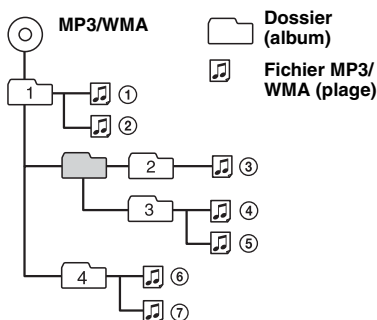 MP3/WMA
Dossier
(album)
Fichier MP3/
WMA (plage)
1
①
②
2
③
3
④
⑤
4
⑥
⑦